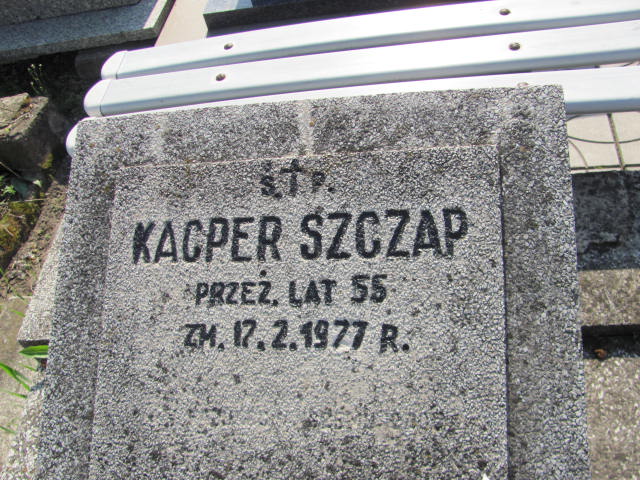 Ś.†P.
KACPER SZCZAP
PRZEŻ. LAT 55
ZM. 17.2.1977 R.